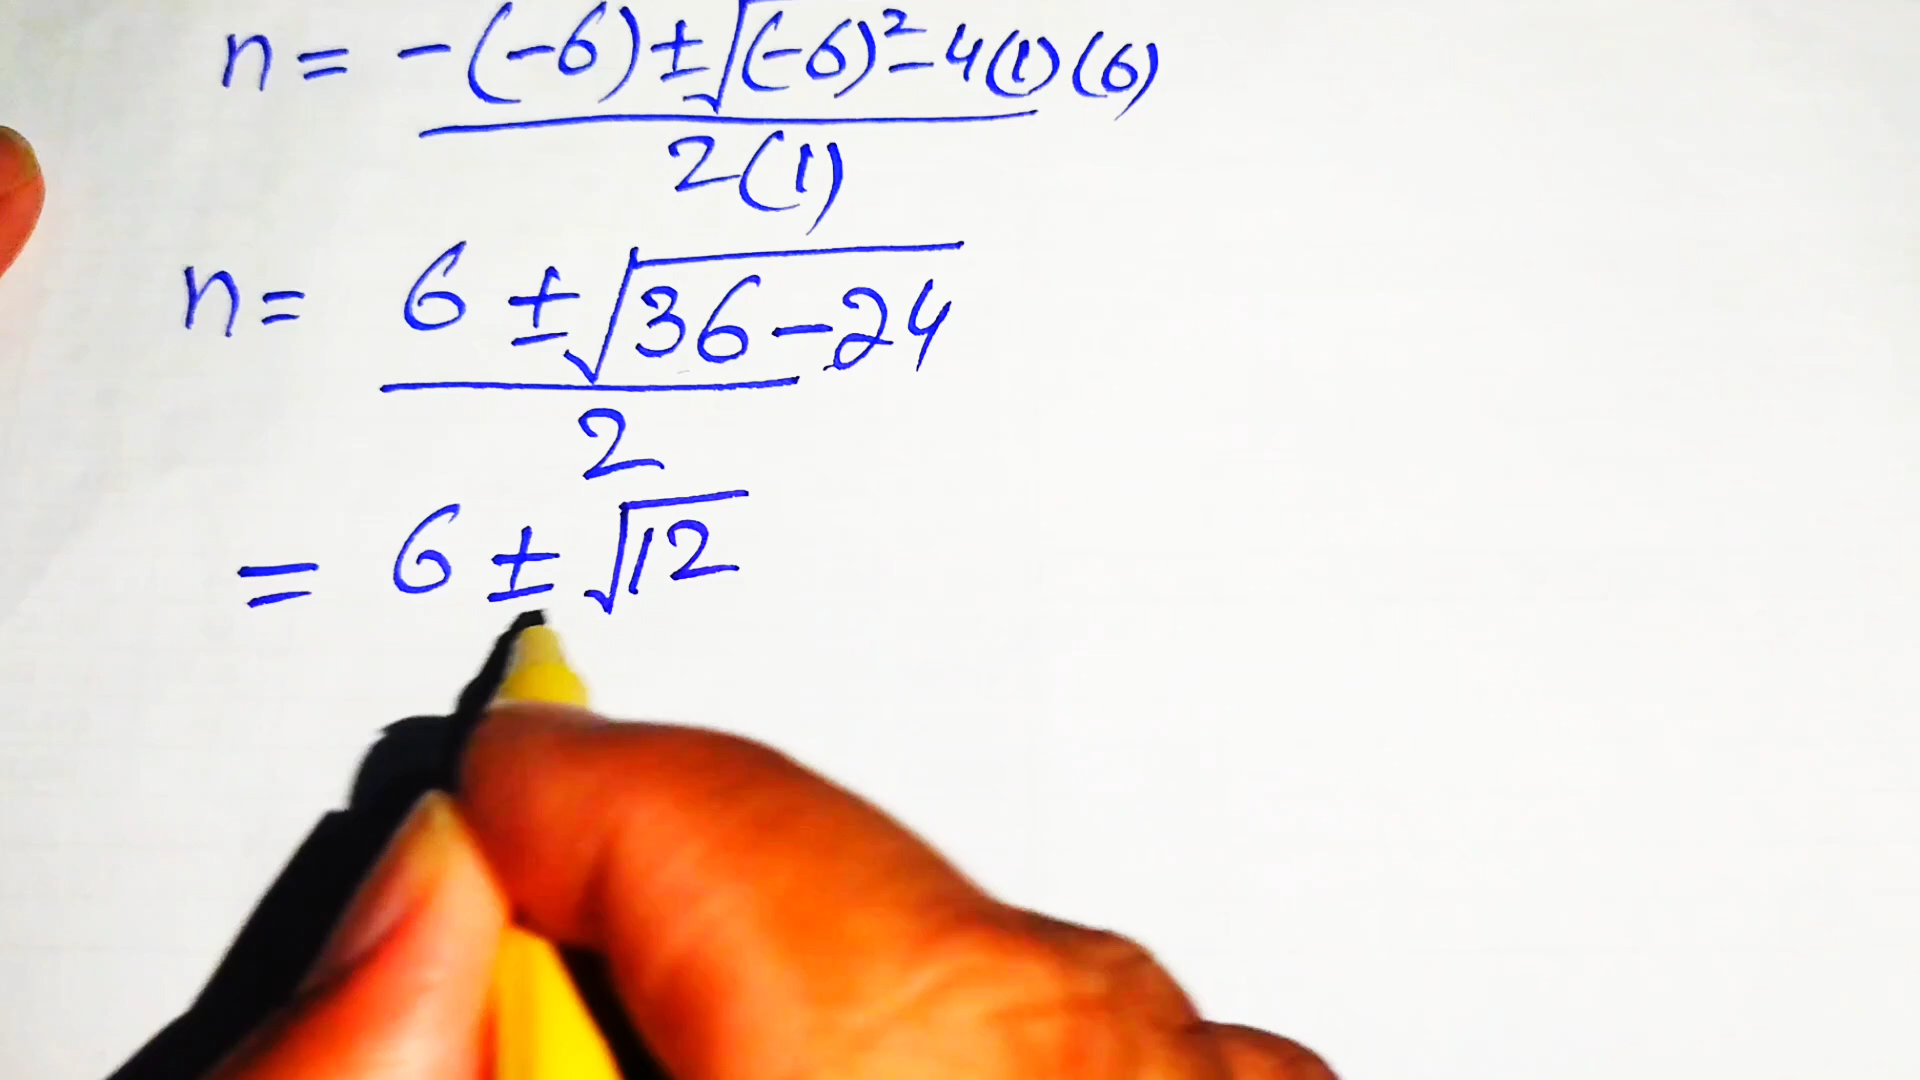 n = -(-6) ± √(-6)² - 4(1)(6)
2(1)
n = 6 ± √36 - 24
2
= 6 ± √12